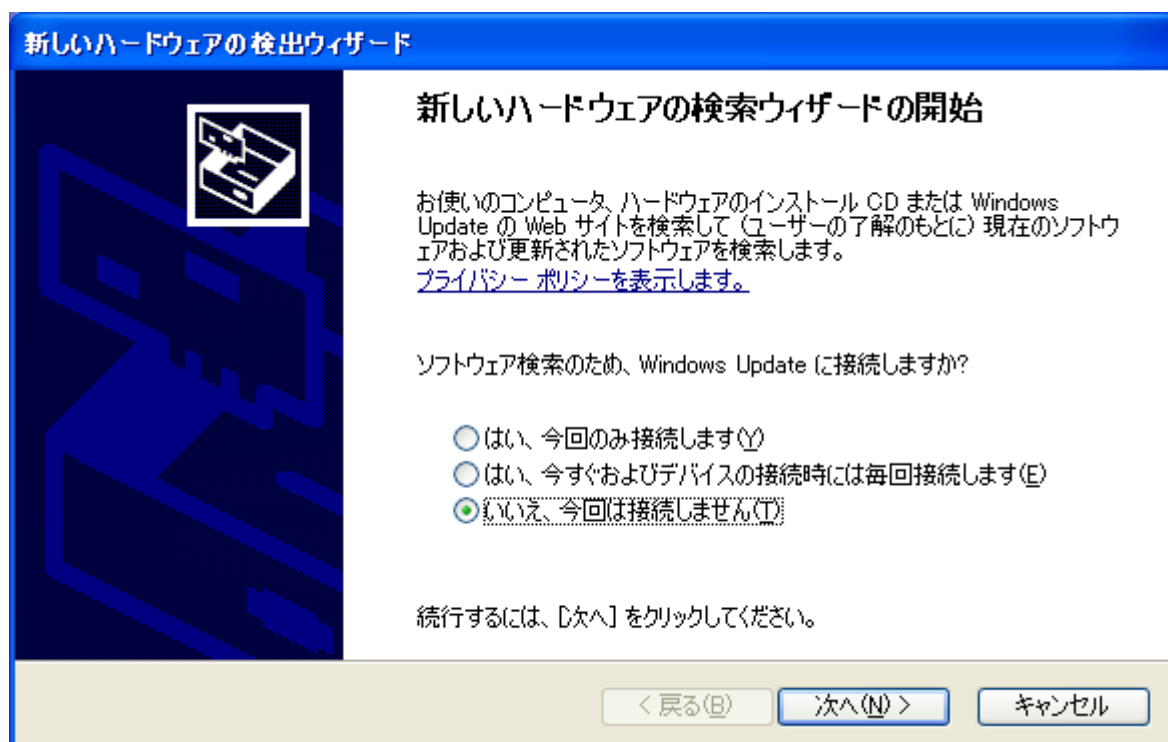 新しいハードウェアの検出ウィザード
新しいハードウェアの検索ウィザードの開始
お使いのコンピュータ、ハードウェアのインストール CD または Windows
Update の Web サイトを検索して (ユーザーの了解のもとに) 現在のソフトウ
ェアおよび更新されたソフトウェアを検索します。
プライバシー ポリシーを表示します。
ソフトウェア検索のため、Windows Update に接続しますか?
はい、今回のみ接続します(Y)
はい、今すぐおよびデバイスの接続時には毎回接続します(E)
いいえ、今回は接続しません(T)
続行するには、[次へ] をクリックしてください。
< 戻る(B) 次へ(N) > キャンセル